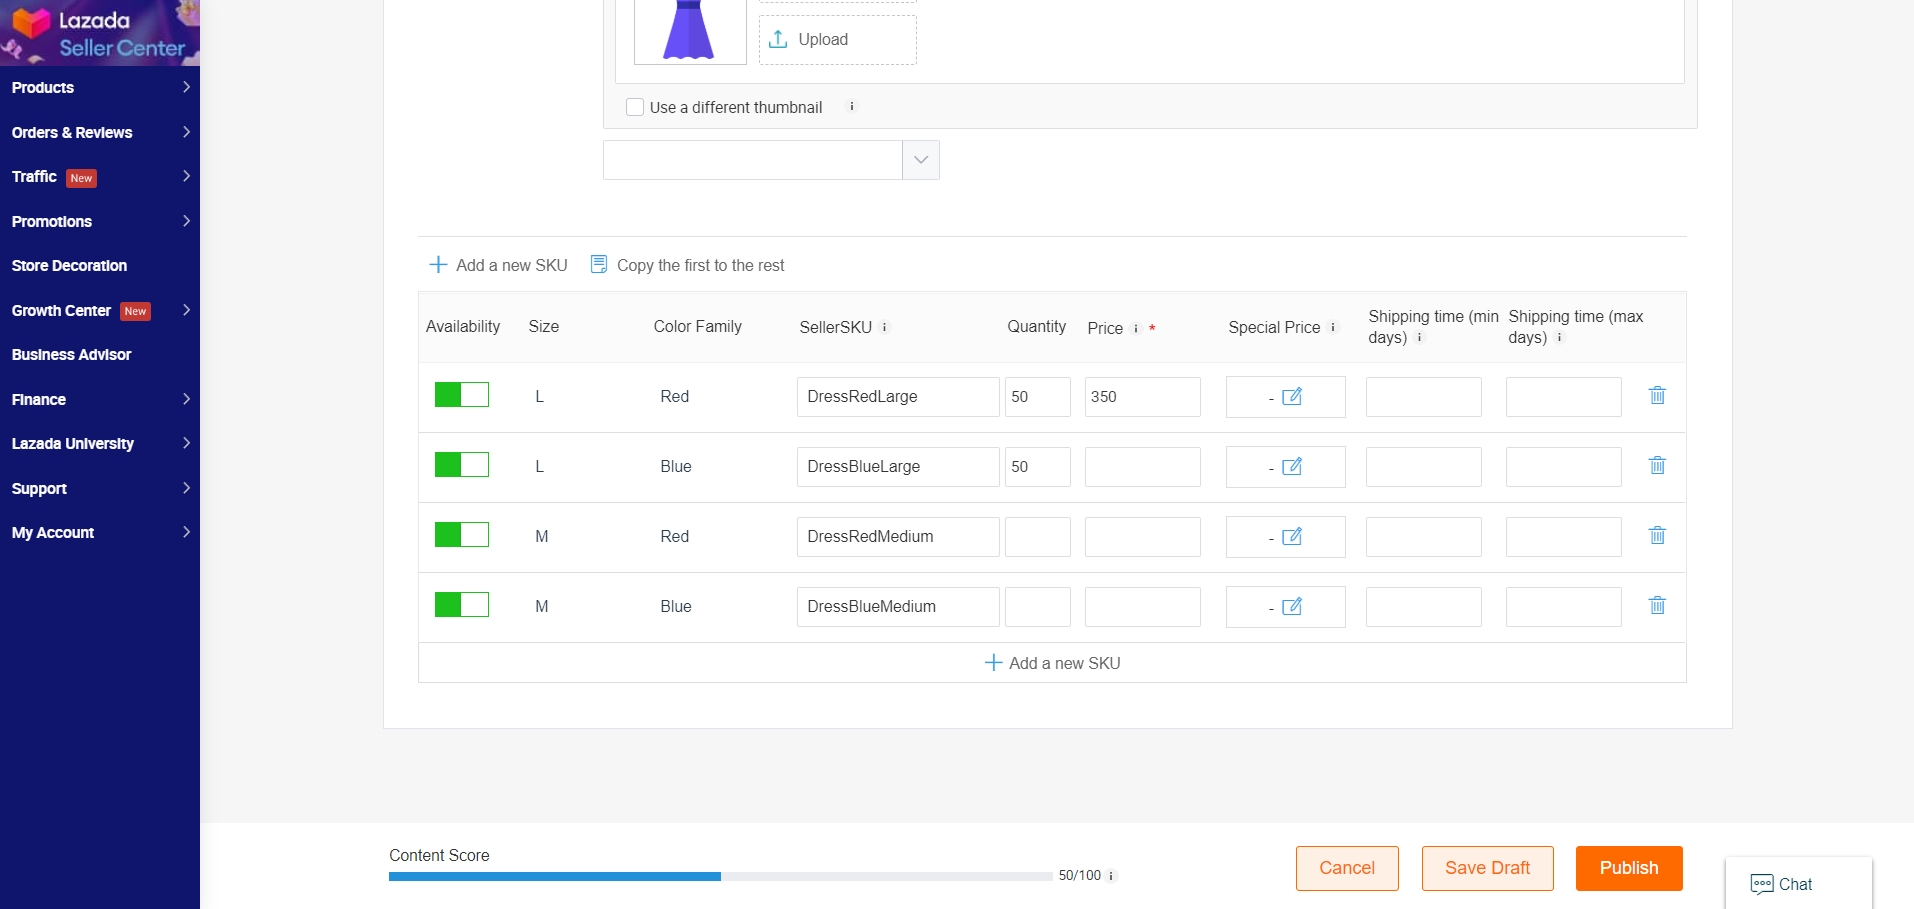 Lazada
Seller Center
Products
Orders & Reviews
Traffic New
Promotions
Store Decoration
Growth Center New
Business Advisor
Finance
Lazada University
Support
My Account
Upload
Use a different thumbnail i
Add a new SKU Copy the first to the rest
Availability Size Color Family SellerSKU i Quantity Price i * Special Price i Shipping time (min days) i Shipping time (max days) i
L Red DressRedLarge 50 350 -
L Blue DressBlueLarge 50 -
M Red DressRedMedium -
M Blue DressBlueMedium -
Add a new SKU
Content Score
50/100 i
Cancel Save Draft Publish
Chat